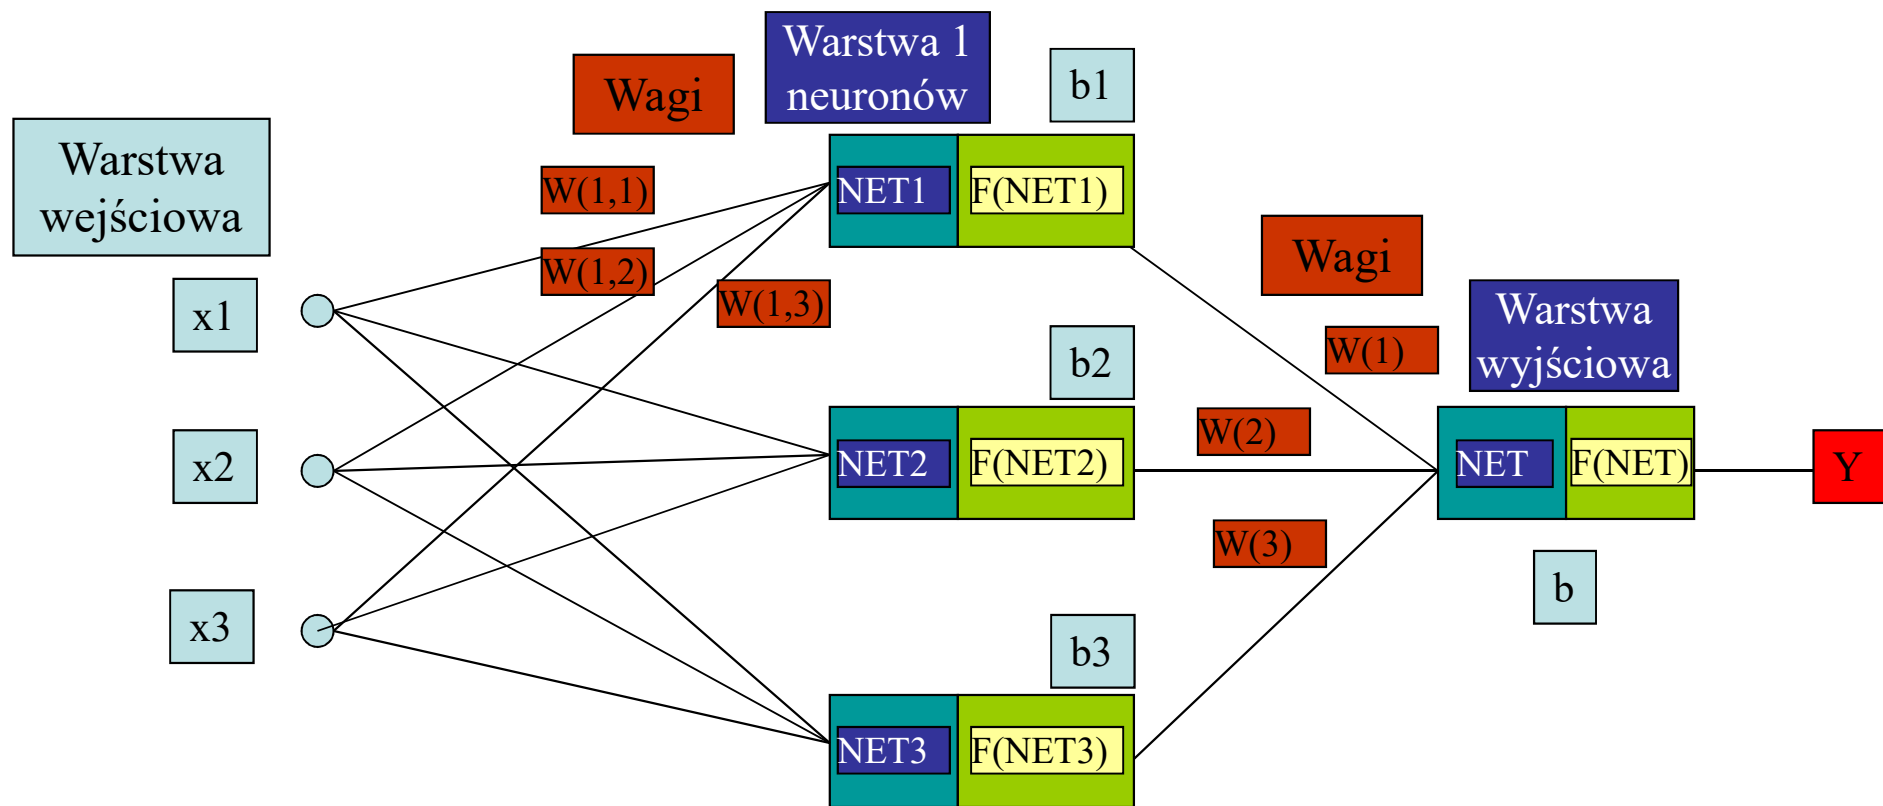 Warstwa 1
neuronów
b1
Wagi
Warstwa
wejściowa
W(1,1)
NET1
F(NET1)
W(1,2)
W(1,3)
Wagi
x1
W(1)
Warstwa
wyjściowa
b2
x2
NET2
F(NET2)
W(2)
NET
F(NET)
Y
W(3)
b
x3
b3
NET3
F(NET3)